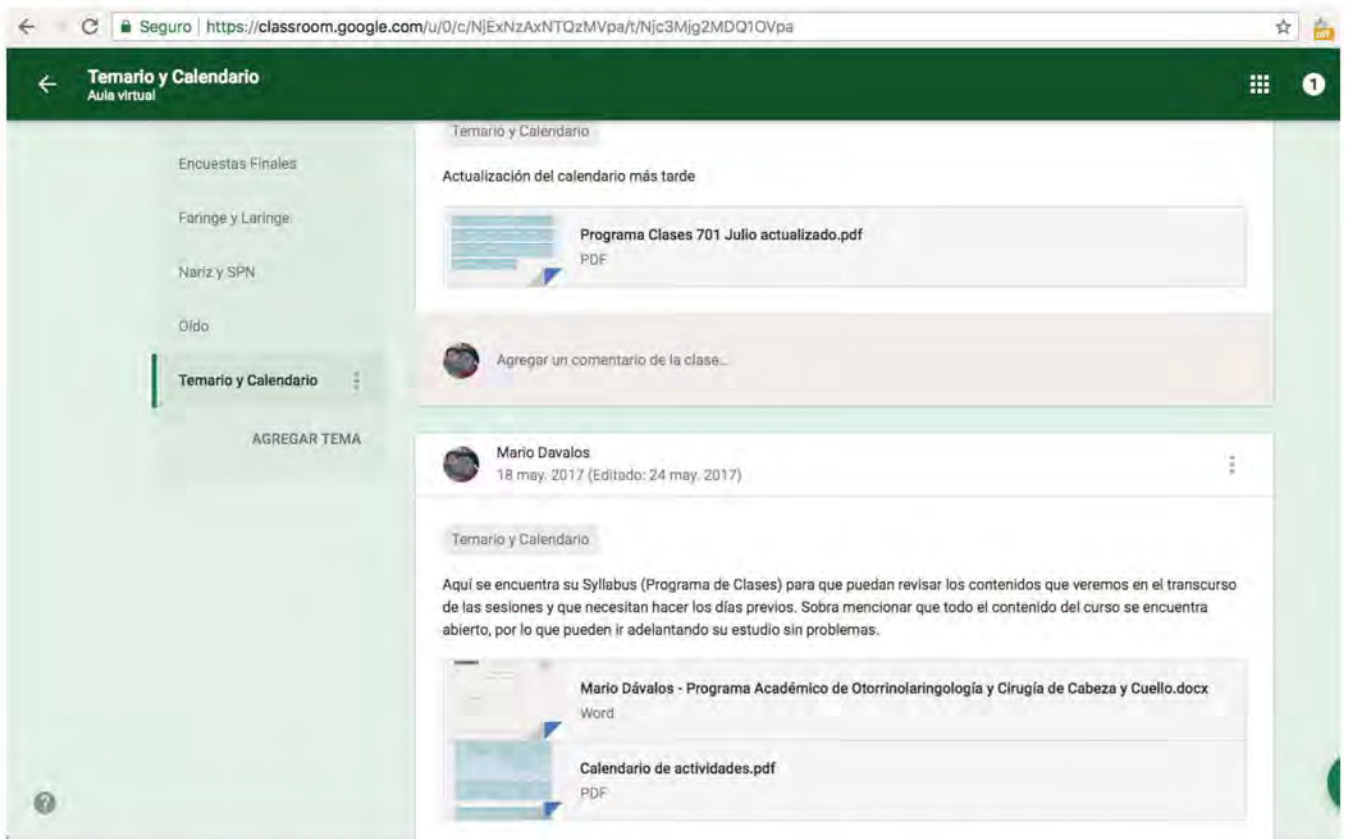 Seguro | https://classroom.google.com/u/0/c/NjExNzAxNTQzMVpa/t/Njc3Mjg2MDQ1OVpa
off
Temario y Calendario
Aula virtual
1
Encuestas Finales
Faringe y Laringe
Nariz y SPN
Oído
Temario y Calendario
AGREGAR TEMA
Temario y Calendario
Actualización del calendario más tarde
Programa Clases 701 Julio actualizado.pdf
PDF
Agregar un comentario de la clase...
Mario Davalos
18 may. 2017 (Editado: 24 may. 2017)
Temario y Calendario
Aquí se encuentra su Syllabus (Programa de Clases) para que puedan revisar los contenidos que veremos en el transcurso
de las sesiones y que necesitan hacer los días previos. Sobra mencionar que todo el contenido del curso se encuentra
abierto, por lo que pueden ir adelantando su estudio sin problemas.
Mario Dávalos - Programa Académico de Otorrinolaringología y Cirugía de Cabeza y Cuello.docx
Word
Calendario de actividades.pdf
PDF